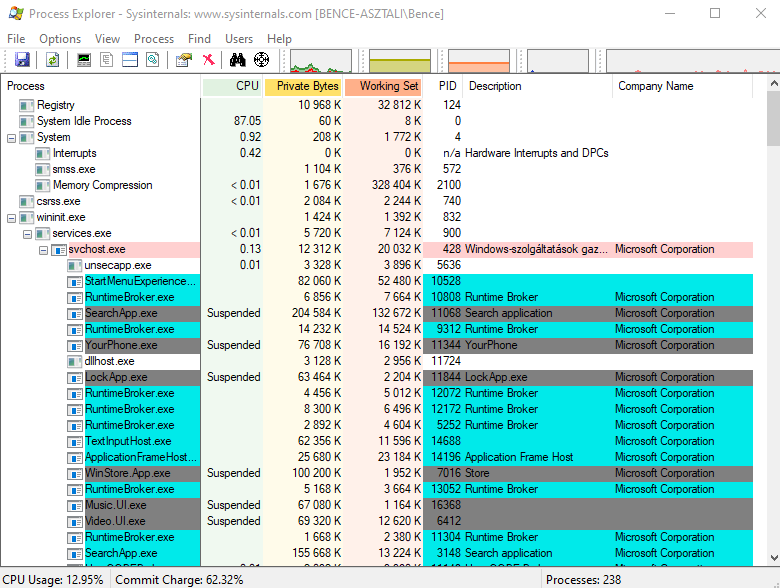 Process Explorer - Sysinternals: www.sysinternals.com [BENCE-ASZTALI\Bence]
File Options View Process Find Users Help
Process CPU Private Bytes Working Set PID Description Company Name
Registry 10 968 K 32 812 K 124
System Idle Process 87.05 60 K 8 K 0
System 0.92 208 K 1 772 K 4
Interrupts 0.42 0 K 0 K n/a Hardware Interrupts and DPCs
smss.exe 1 104 K 376 K 572
Memory Compression < 0.01 1 676 K 328 404 K 2100
csrss.exe < 0.01 2 084 K 2 244 K 740
wininit.exe 1 424 K 1 392 K 832
services.exe < 0.01 5 720 K 7 124 K 900
svchost.exe 0.13 12 312 K 20 032 K 428 Windows-szolgáltatások gaz... Microsoft Corporation
unsecapp.exe 0.01 3 328 K 3 896 K 5636
StartMenuExperience... 82 060 K 52 480 K 10528
RuntimeBroker.exe 6 856 K 7 664 K 10808 Runtime Broker Microsoft Corporation
SearchApp.exe Suspended 204 584 K 132 672 K 11068 Search application Microsoft Corporation
RuntimeBroker.exe 14 232 K 14 524 K 9312 Runtime Broker Microsoft Corporation
YourPhone.exe Suspended 76 708 K 16 192 K 11344 YourPhone Microsoft Corporation
dllhost.exe 3 128 K 2 956 K 11724
LockApp.exe Suspended 63 464 K 2 204 K 11844 LockApp.exe Microsoft Corporation
RuntimeBroker.exe 4 456 K 5 012 K 12072 Runtime Broker Microsoft Corporation
RuntimeBroker.exe 8 300 K 6 496 K 12172 Runtime Broker Microsoft Corporation
RuntimeBroker.exe 2 892 K 4 604 K 5252 Runtime Broker Microsoft Corporation
TextInputHost.exe 62 356 K 11 596 K 14688
ApplicationFrameHost... 25 680 K 23 184 K 14196 Application Frame Host Microsoft Corporation
WinStore.App.exe Suspended 100 200 K 1 952 K 7016 Store Microsoft Corporation
RuntimeBroker.exe 5 168 K 3 664 K 13052 Runtime Broker Microsoft Corporation
Music.UI.exe Suspended 67 080 K 1 164 K 16368
Video.UI.exe Suspended 69 320 K 12 620 K 6412
RuntimeBroker.exe 1 668 K 2 380 K 11304 Runtime Broker Microsoft Corporation
SearchApp.exe 155 668 K 13 224 K 3148 Search application Microsoft Corporation
CPU Usage: 12.95% Commit Charge: 62.32% Processes: 238